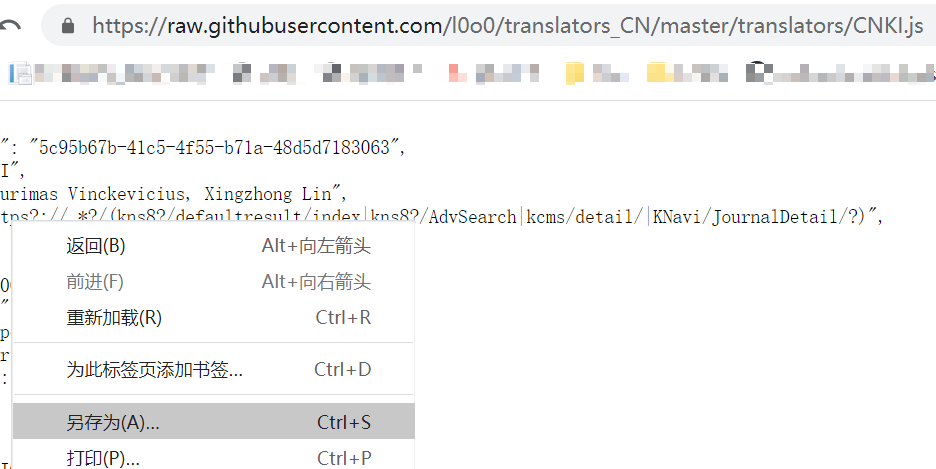 https://raw.githubusercontent.com/l0o0/translators_CN/master/translators/CNKI.js
": "5c95b67b-41c5-4f55-b71a-48d5d7183063",
I",
urimas Vinckevicius, Xingzhong Lin",
tps?://.*?/(kns8?/defaultresult/index|kns8?/AdvSearch|kcms/detail/|KNavi/JournalDetail/?)",
返回(B) Alt+向左箭头
前进(F) Alt+向右箭头
重新加载(R) Ctrl+R
为此标签页添加书签... Ctrl+D
另存为(A)... Ctrl+S
打印(P)... Ctrl+P